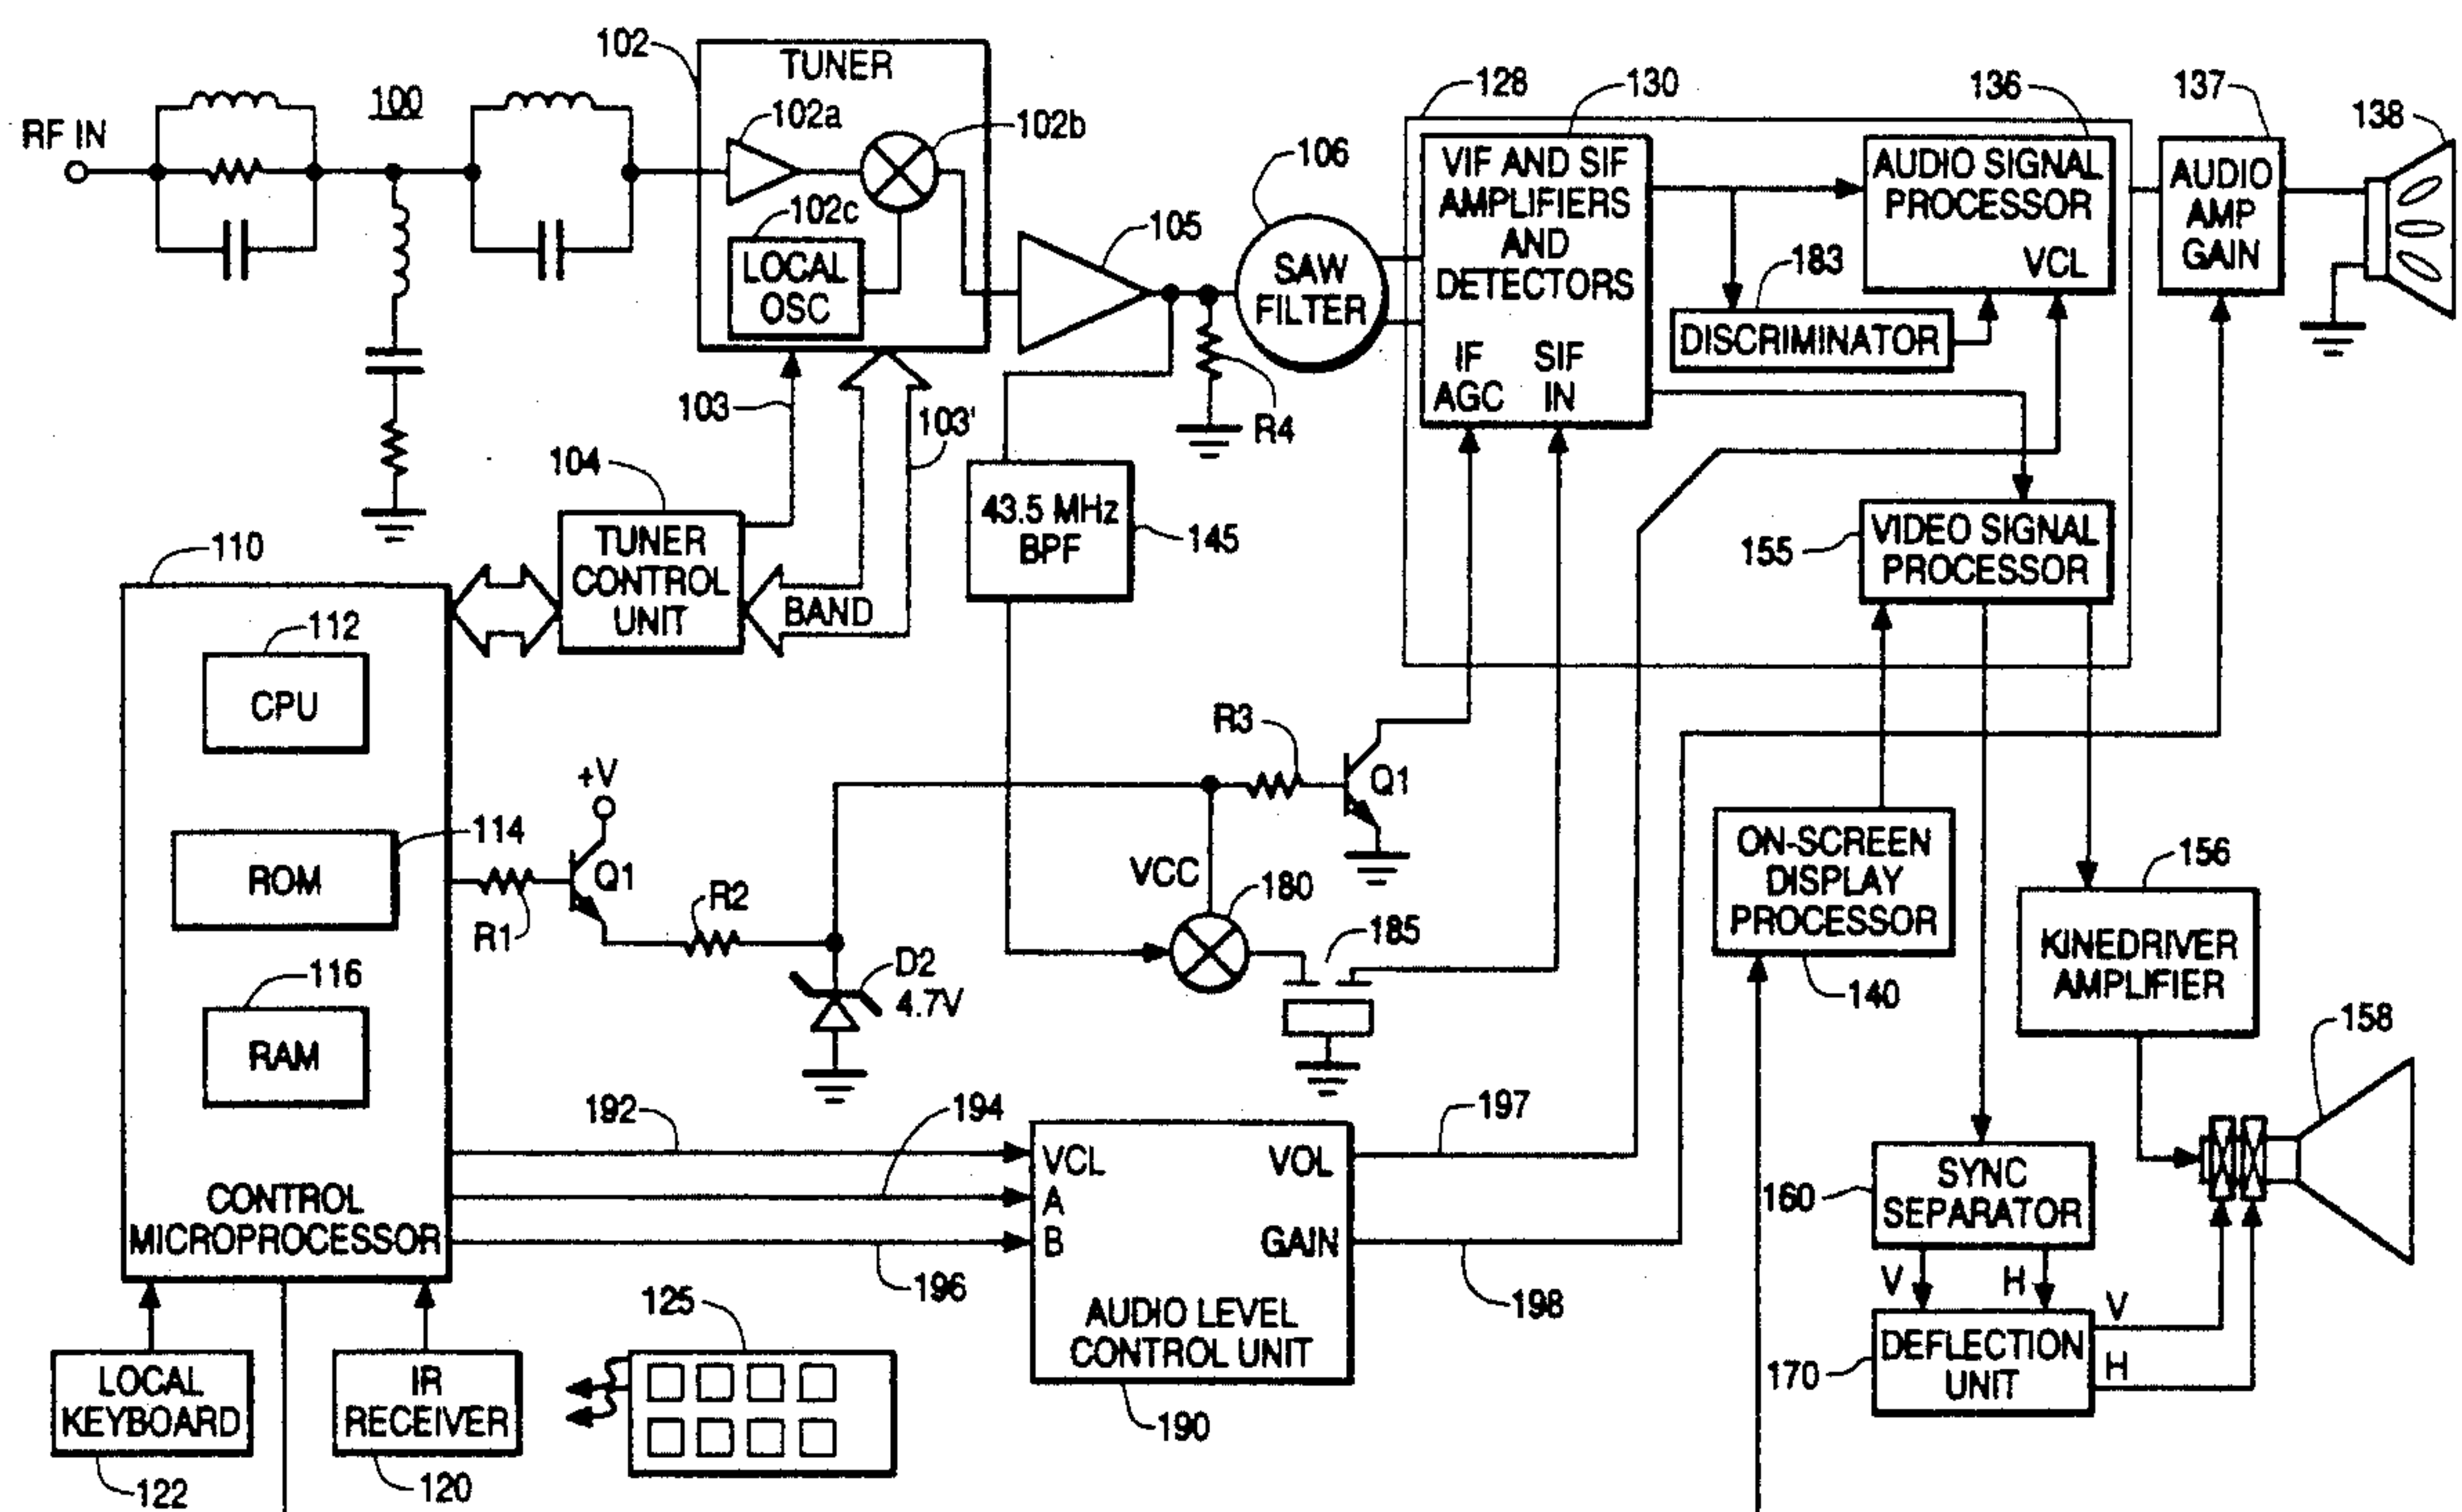 RF IN
100
102
TUNER
102a
102b
102c
LOCAL
OSC
103
103'
104
TUNER
CONTROL
UNIT
BAND
105
106
SAW
FILTER
R4
128
130
VIF AND SIF
AMPLIFIERS
AND
DETECTORS
IF
AGC
SIF
IN
136
AUDIO SIGNAL
PROCESSOR
VCL
183
DISCRIMINATOR
137
AUDIO
AMP
GAIN
138
43.5 MHz
BPF
145
155
VIDEO SIGNAL
PROCESSOR
110
112
CPU
114
ROM
116
RAM
CONTROL
MICROPROCESSOR
+V
Q1
R1
R2
D2
4.7V
R3
Q1
VCC
180
185
ON-SCREEN
DISPLAY
PROCESSOR
140
156
KINEDRIVER
AMPLIFIER
158
192
194
196
VCL
A
B
VOL
GAIN
AUDIO LEVEL
CONTROL UNIT
190
197
198
160
SYNC
SEPARATOR
V
H
170
DEFLECTION
UNIT
V
H
LOCAL
KEYBOARD
122
IR
RECEIVER
120
125